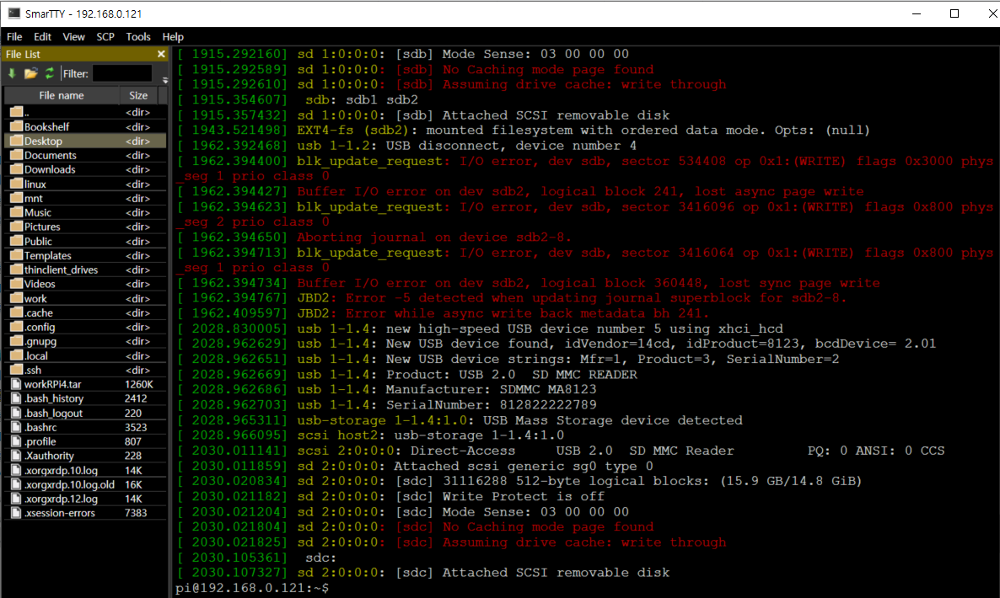 SmarTTY - 192.168.0.121
File Edit View SCP Tools Help
File List
Filter:
File name Size
.. <dir>
Bookshelf <dir>
Desktop <dir>
Documents <dir>
Downloads <dir>
linux <dir>
mnt <dir>
Music <dir>
Pictures <dir>
Public <dir>
Templates <dir>
thinclient_drives <dir>
Videos <dir>
work <dir>
.cache <dir>
.config <dir>
.gnupg <dir>
.local <dir>
.ssh <dir>
workRPi4.tar 1260K
.bash_history 2412
.bash_logout 220
.bashrc 3523
.profile 807
.Xauthority 228
.xorgxrdp.10.log 14K
.xorgxrdp.10.log.old 16K
.xorgxrdp.12.log 14K
.xsession-errors 7383
[ 1915.292160] sd 1:0:0:0: [sdb] Mode Sense: 03 00 00 00
[ 1915.292589] sd 1:0:0:0: [sdb] No Caching mode page found
[ 1915.292610] sd 1:0:0:0: [sdb] Assuming drive cache: write through
[ 1915.354607]  sdb: sdb1 sdb2
[ 1915.357432] sd 1:0:0:0: [sdb] Attached SCSI removable disk
[ 1943.521498] EXT4-fs (sdb2): mounted filesystem with ordered data mode. Opts: (null)
[ 1962.392468] usb 1-1.2: USB disconnect, device number 4
[ 1962.394400] blk_update_request: I/O error, dev sdb, sector 534408 op 0x1:(WRITE) flags 0x3000 phys
_seg 1 prio class 0
[ 1962.394427] Buffer I/O error on dev sdb2, logical block 241, lost async page write
[ 1962.394623] blk_update_request: I/O error, dev sdb, sector 3416096 op 0x1:(WRITE) flags 0x800 phys
_seg 2 prio class 0
[ 1962.394650] Aborting journal on device sdb2-8.
[ 1962.394713] blk_update_request: I/O error, dev sdb, sector 3416064 op 0x1:(WRITE) flags 0x800 phys
_seg 1 prio class 0
[ 1962.394734] Buffer I/O error on dev sdb2, logical block 360448, lost sync page write
[ 1962.394767] JBD2: Error -5 detected when updating journal superblock for sdb2-8.
[ 1962.409597] JBD2: Error while async write back metadata bh 241.
[ 2028.830005] usb 1-1.4: new high-speed USB device number 5 using xhci_hcd
[ 2028.962629] usb 1-1.4: New USB device found, idVendor=14cd, idProduct=8123, bcdDevice= 2.01
[ 2028.962651] usb 1-1.4: New USB device strings: Mfr=1, Product=3, SerialNumber=2
[ 2028.962669] usb 1-1.4: Product: USB 2.0  SD MMC READER
[ 2028.962686] usb 1-1.4: Manufacturer: SDMMC MA8123
[ 2028.962703] usb 1-1.4: SerialNumber: 812822222789
[ 2028.965311] usb-storage 1-1.4:1.0: USB Mass Storage device detected
[ 2028.966095] scsi host2: usb-storage 1-1.4:1.0
[ 2030.011141] scsi 2:0:0:0: Direct-Access     USB 2.0  SD MMC Reader         PQ: 0 ANSI: 0 CCS
[ 2030.011859] sd 2:0:0:0: Attached scsi generic sg0 type 0
[ 2030.020834] sd 2:0:0:0: [sdc] 31116288 512-byte logical blocks: (15.9 GB/14.8 GiB)
[ 2030.021182] sd 2:0:0:0: [sdc] Write Protect is off
[ 2030.021204] sd 2:0:0:0: [sdc] Mode Sense: 03 00 00 00
[ 2030.021804] sd 2:0:0:0: [sdc] No Caching mode page found
[ 2030.021825] sd 2:0:0:0: [sdc] Assuming drive cache: write through
[ 2030.105361]  sdc:
[ 2030.107327] sd 2:0:0:0: [sdc] Attached SCSI removable disk
pi@192.168.0.121:~$